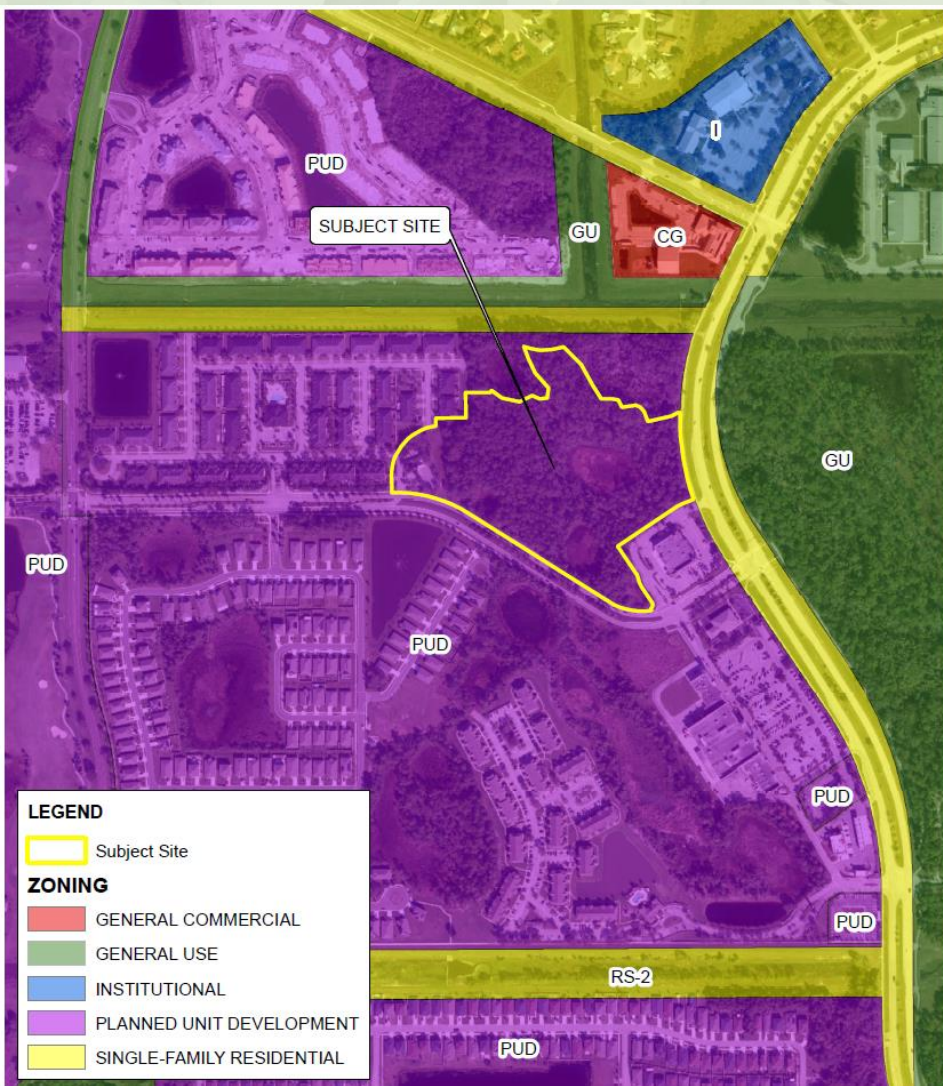 I
PUD
SUBJECT SITE
GU
CG
GU
PUD
PUD
PUD
PUD
RS-2
PUD
LEGEND
Subject Site
ZONING
GENERAL COMMERCIAL
GENERAL USE
INSTITUTIONAL
PLANNED UNIT DEVELOPMENT
SINGLE-FAMILY RESIDENTIAL